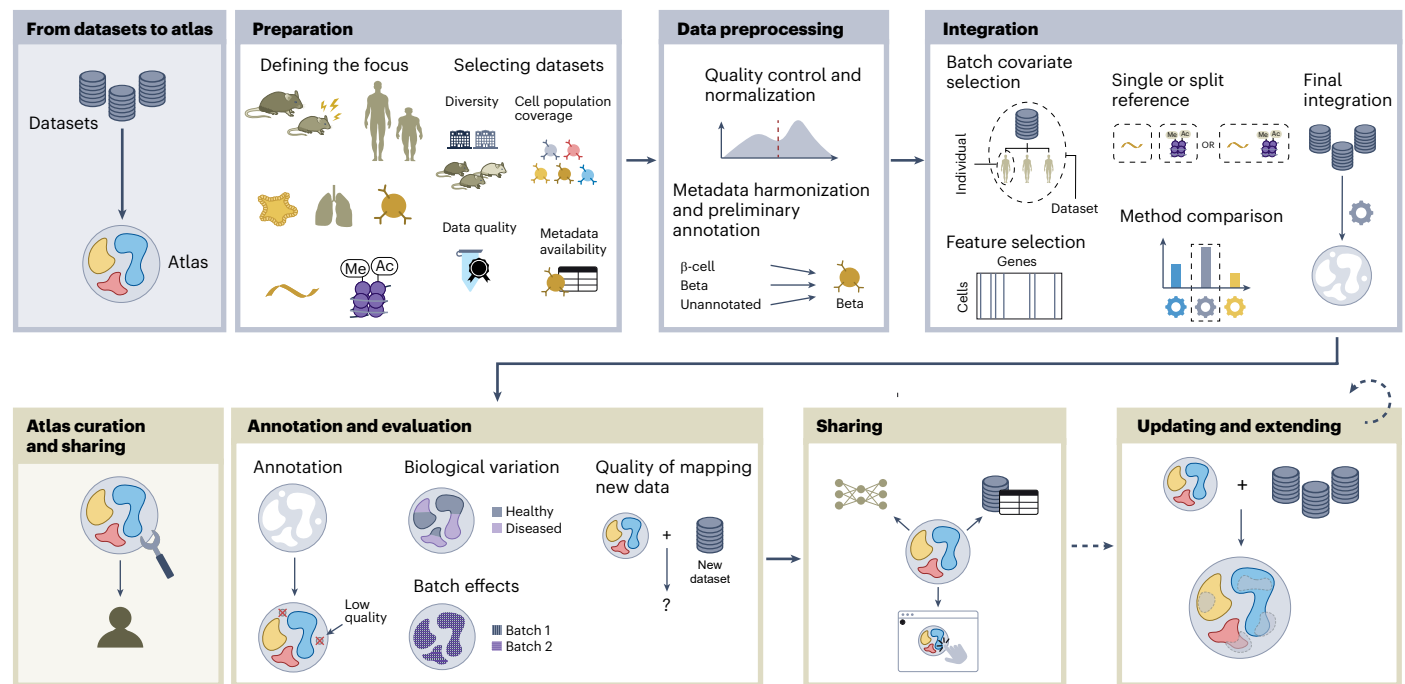 From datasets to atlas
Datasets
Atlas
Preparation
Defining the focus
Me
Ac
Selecting datasets
Diversity
Cell population
coverage
Data quality
Metadata
availability
Data preprocessing
Quality control and
normalization
Metadata harmonization
and preliminary
annotation
β-cell
Beta
Unannotated
Beta
Integration
Batch covariate
selection
Individual
Dataset
Feature selection
Genes
Cells
Single or split
reference
Me Ac
OR
Me Ac
Method comparison
Final
integration
Atlas curation
and sharing
Annotation and evaluation
Annotation
Low
quality
Biological variation
Healthy
Diseased
Batch effects
Batch 1
Batch 2
Quality of mapping
new data
+
New
dataset
?
Sharing
Updating and extending
+